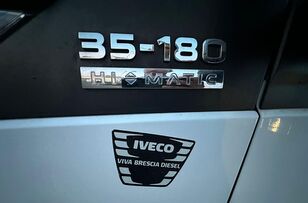 35-180
HI MATIC
IVECO
VIVA BRESCIA DIESEL